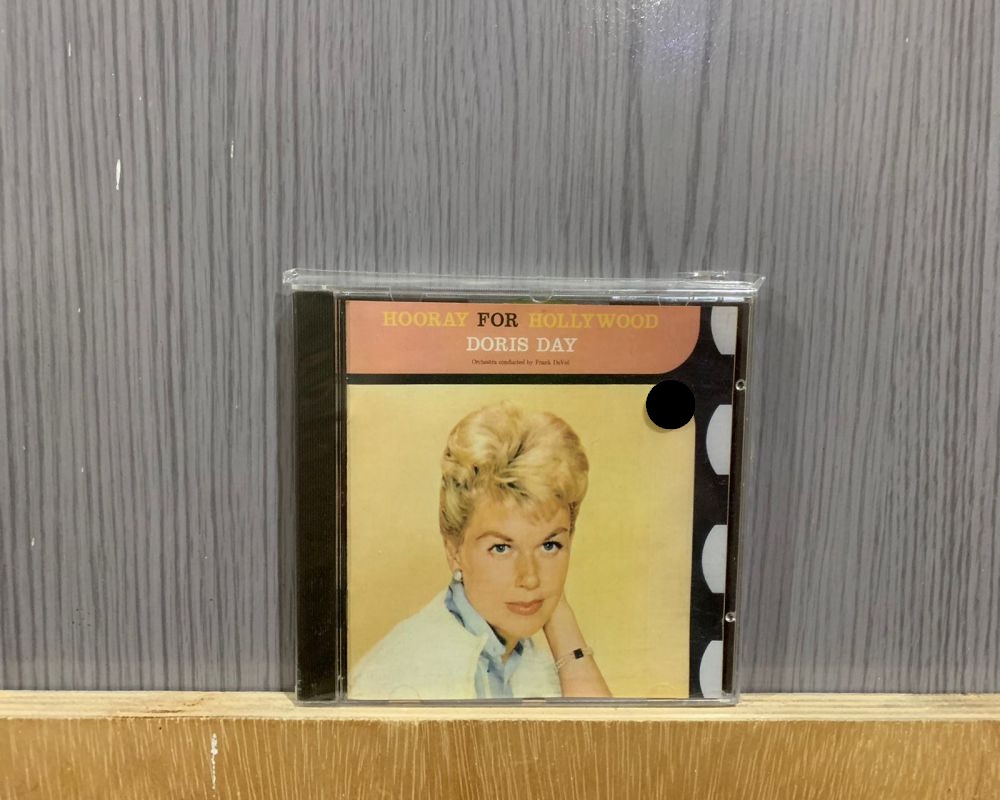 HOORAY FOR HOLLYWOOD
DORIS DAY
Orchestra conducted by Frank DeVol